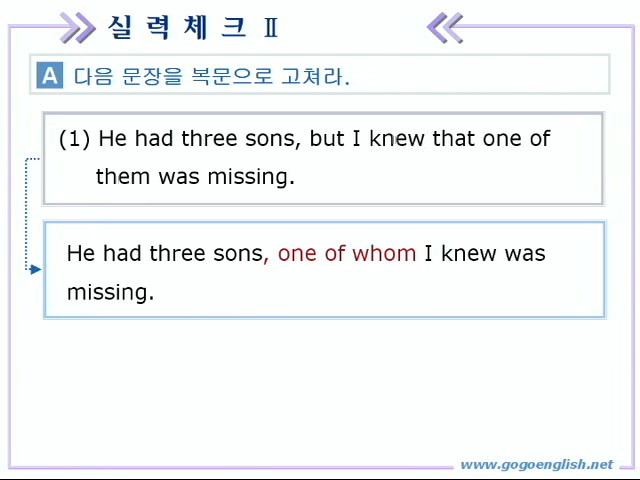 실 력 체 크 Ⅱ
A 다음 문장을 복문으로 고쳐라.
(1) He had three sons, but I knew that one of
them was missing.
He had three sons, one of whom I knew was
missing.
www.gogoenglish.net